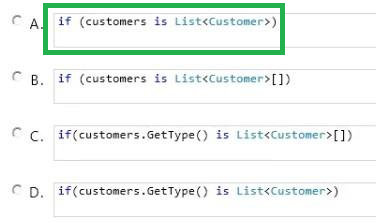 A. if (customers is List<Customer>)
B. if (customers is List<Customer>[])
C. if(customers.GetType() is List<Customer>[])
D. if(customers.GetType() is List<Customer>)